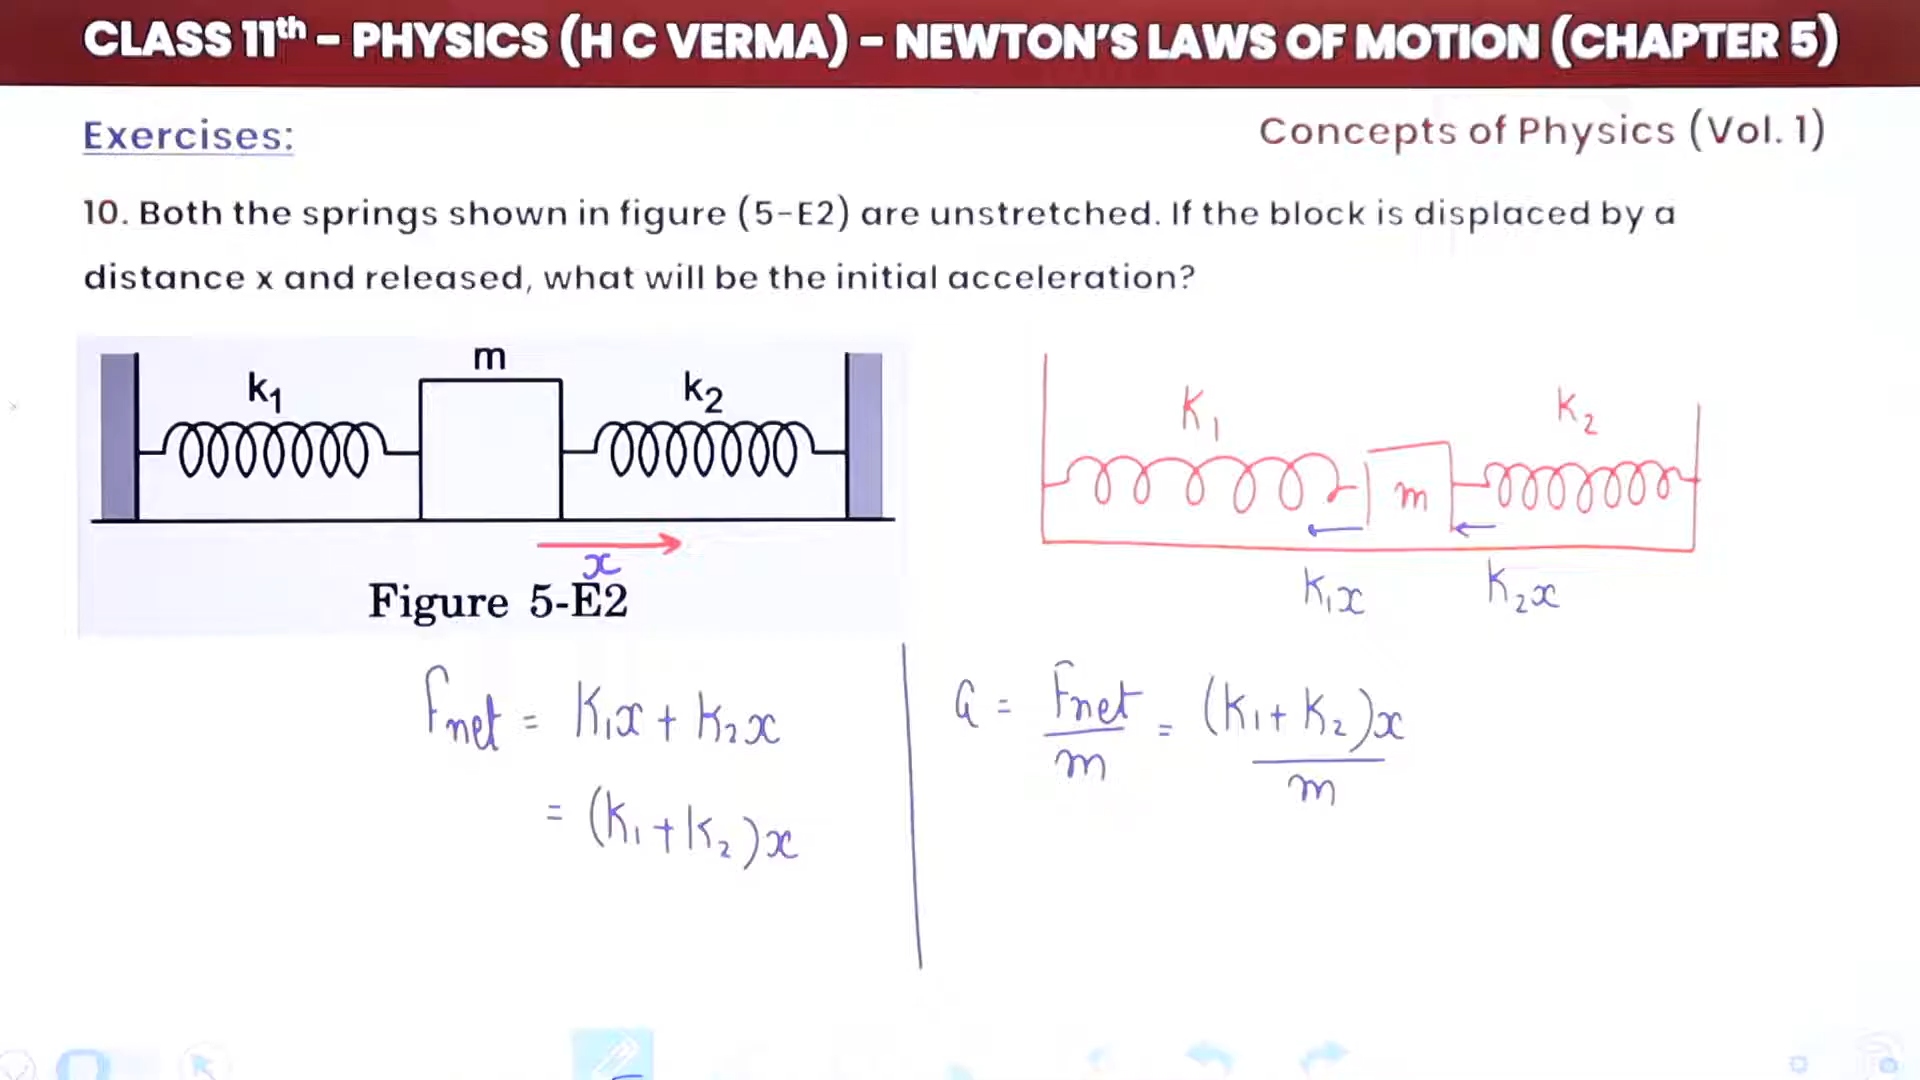 CLASS 11th – PHYSICS (H C VERMA) – NEWTON'S LAWS OF MOTION (CHAPTER 5)
Exercises:
Concepts of Physics (Vol. 1)
10. Both the springs shown in figure (5-E2) are unstretched. If the block is displaced by a
distance x and released, what will be the initial acceleration?
m
k₁
k₂
x
Figure 5-E2
K₁
K₂
m
K₁x
K₂x
Fnet = K₁x + K₂x
= (K₁ + K₂)x
a = Fnet/m = (K₁ + K₂)x/m